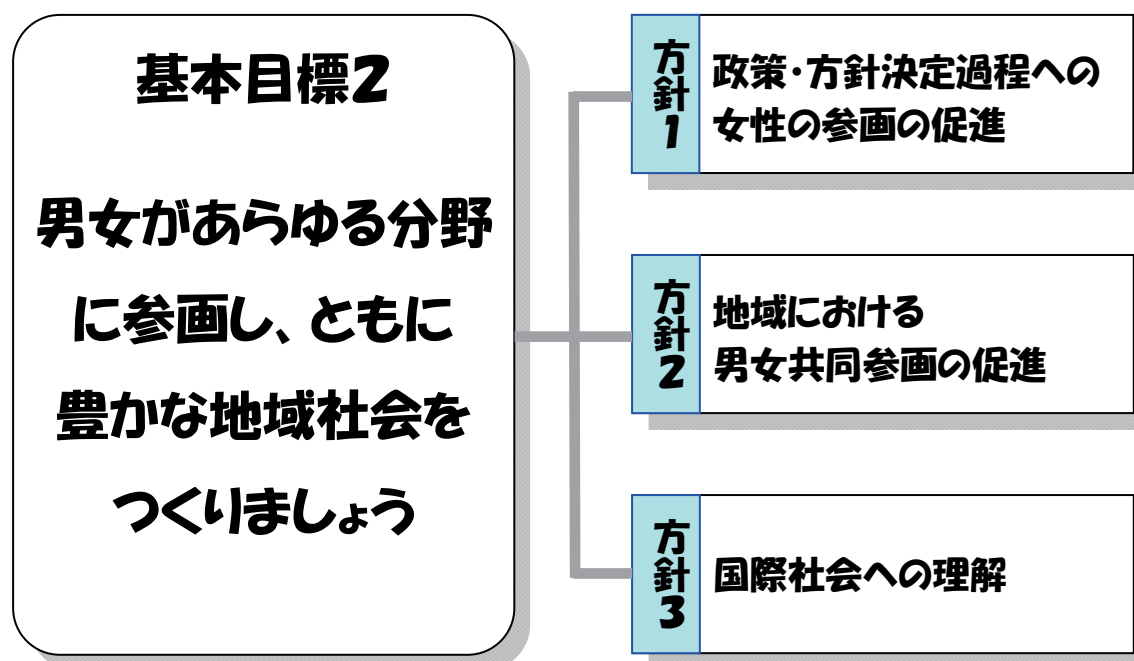 基本目標2
男女があらゆる分野
に参画し、ともに
豊かな地域社会を
つくりましょう
方針1
政策・方針決定過程への
女性の参画の促進
方針2
地域における
男女共同参画の促進
方針3
国際社会への理解